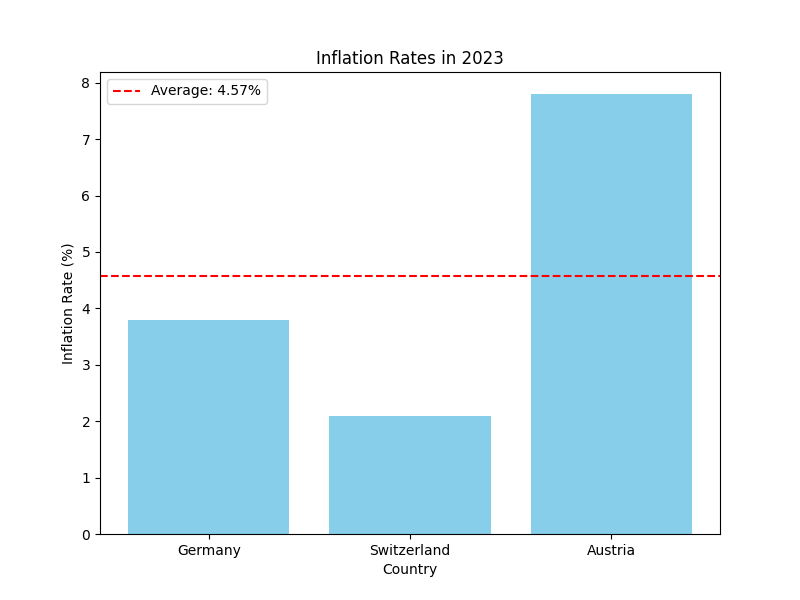 Inflation Rates in 2023
Average: 4.57%
8
7
6
5
4
3
2
1
0
Inflation Rate (%)
Germany Switzerland Austria
Country